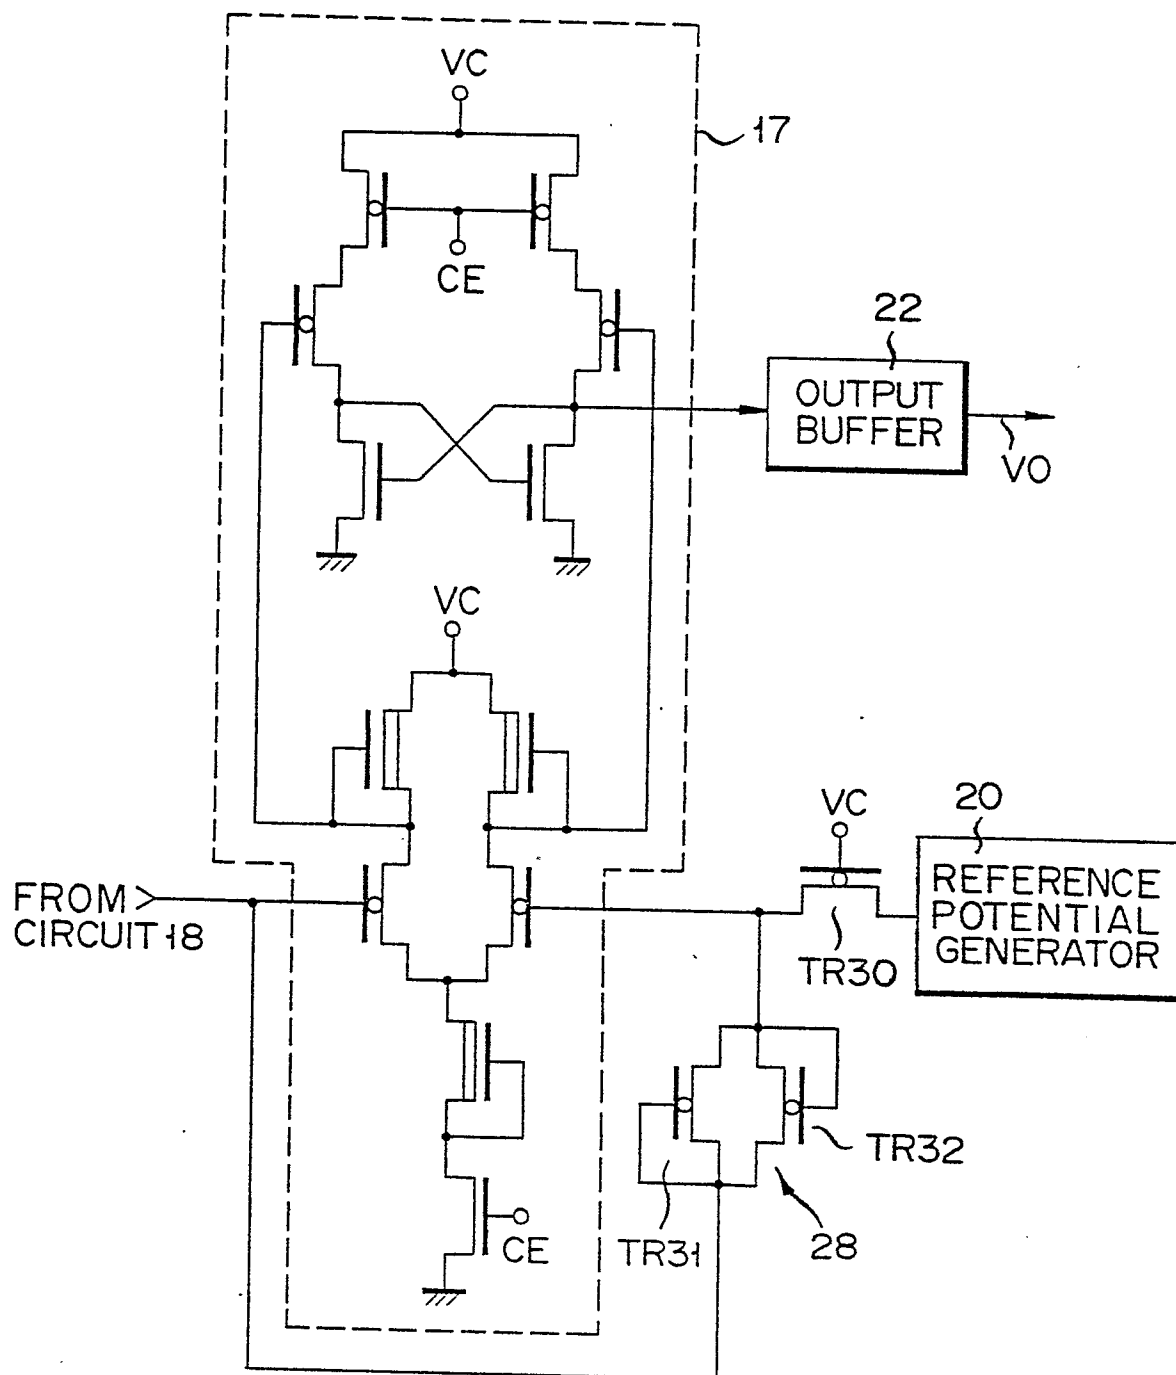 VC
17
CE
22
OUTPUT
BUFFER
VO
VC
VC
20
REFERENCE
POTENTIAL
GENERATOR
FROM
CIRCUIT 18
TR30
TR32
TR31
28
CE